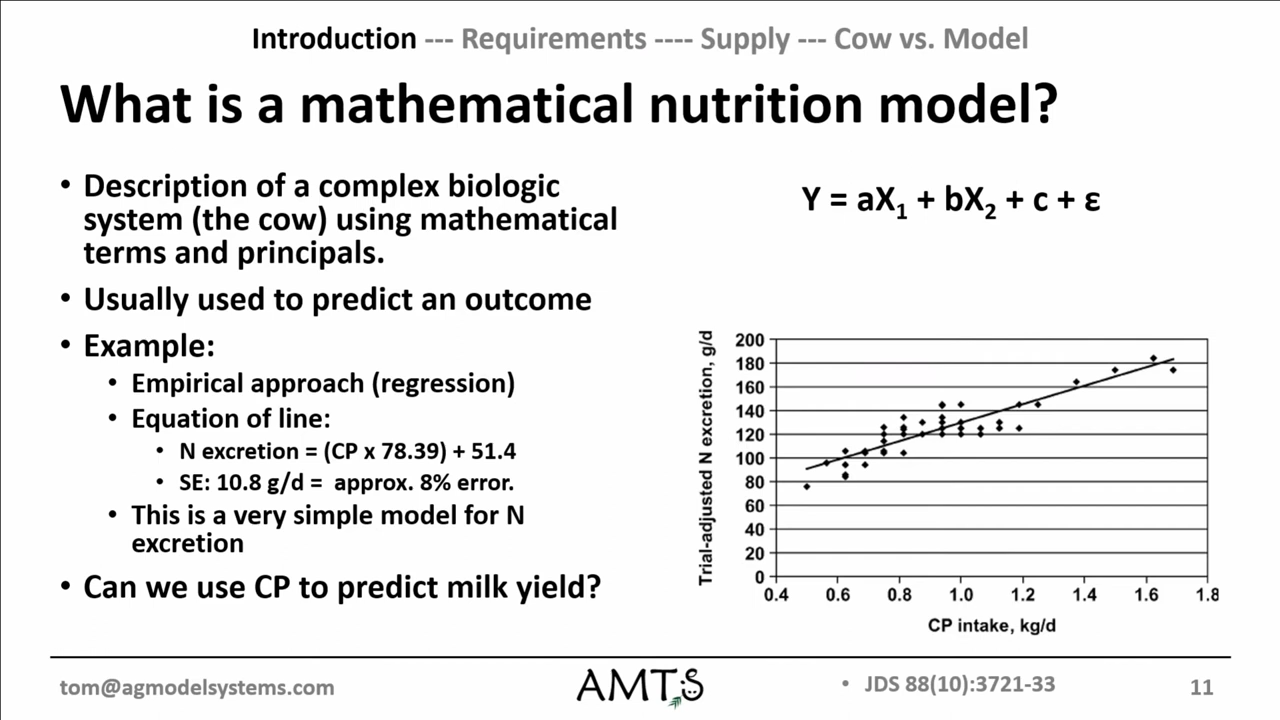 Introduction --- Requirements ---- Supply --- Cow vs. Model
What is a mathematical nutrition model?
• Description of a complex biologic
system (the cow) using mathematical
terms and principals.
• Usually used to predict an outcome
• Example:
• Empirical approach (regression)
• Equation of line:
• N excretion = (CP x 78.39) + 51.4
• SE: 10.8 g/d = approx. 8% error.
• This is a very simple model for N
excretion
• Can we use CP to predict milk yield?
Y = aX₁ + bX₂ + c + ε
Trial-adjusted N excretion, g/d
200
180
160
140
120
100
80
60
40
20
0
0.4 0.6 0.8 1.0 1.2 1.4 1.6 1.8
CP intake, kg/d
tom@agmodelsystems.com
AMTS
• JDS 88(10):3721-33
11